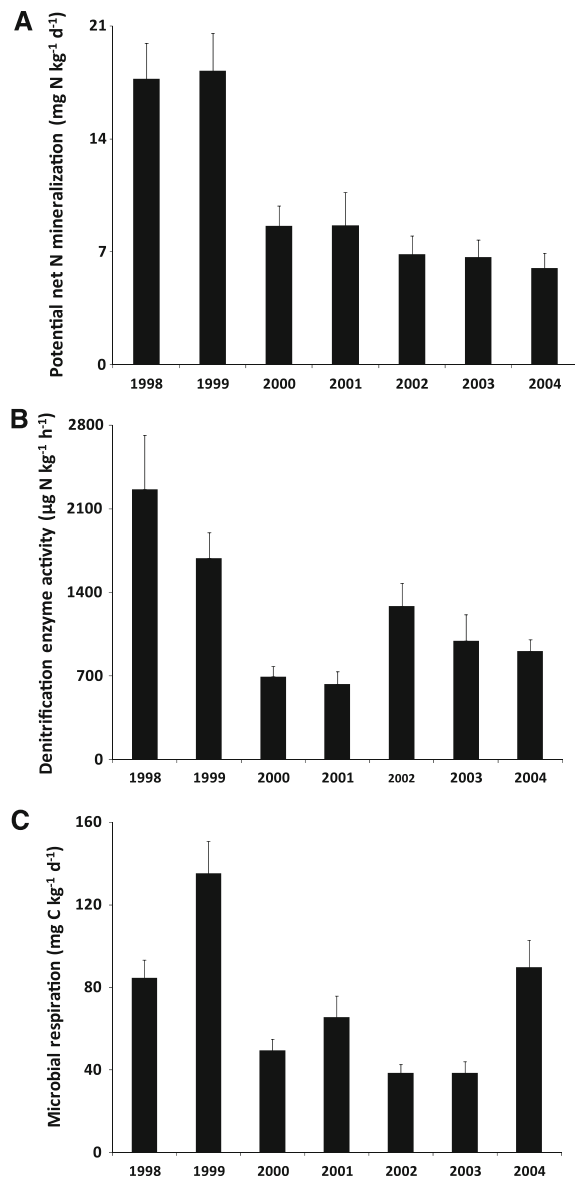 A
Potential net N mineralization (mg N kg⁻¹ d⁻¹)
21
14
7
0
1998 1999 2000 2001 2002 2003 2004
B
Denitrification enzyme activity (µg N kg⁻¹ h⁻¹)
2800
2100
1400
700
0
1998 1999 2000 2001 2002 2003 2004
C
Microbial respiration (mg C kg⁻¹ d⁻¹)
160
120
80
40
0
1998 1999 2000 2001 2002 2003 2004